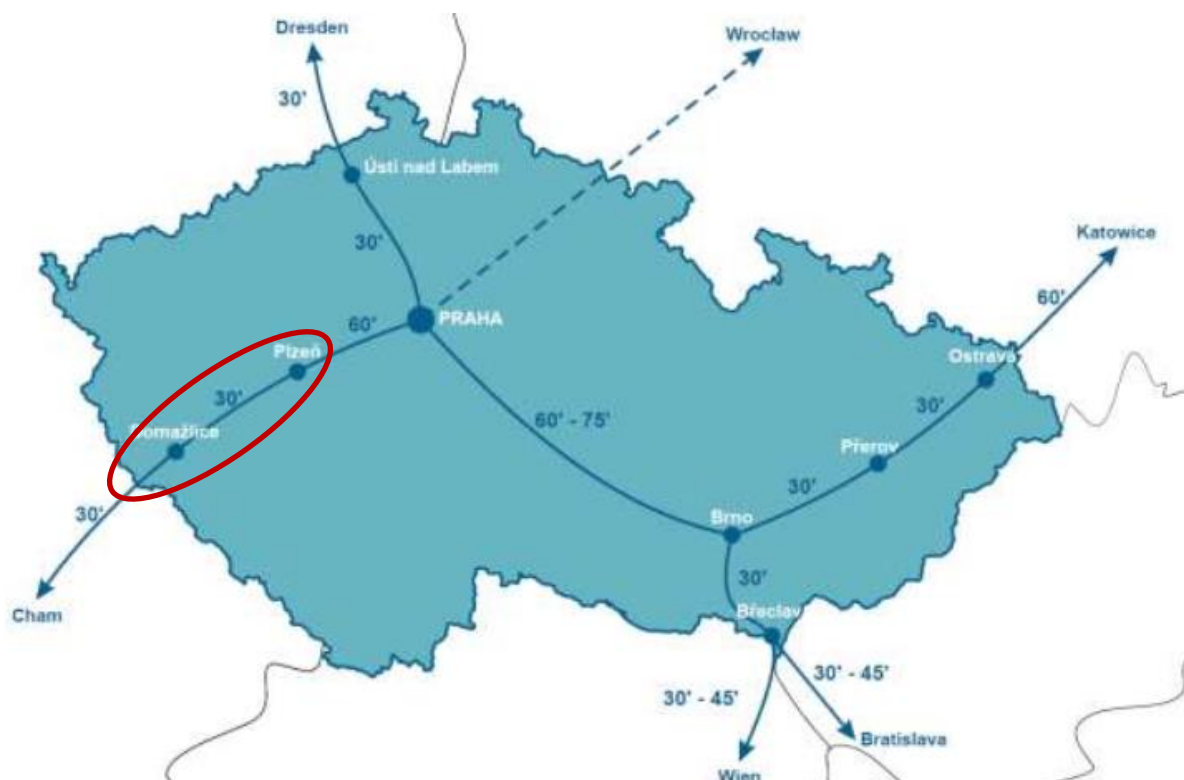 Dresden
Wrocław
30'
Ústí nad Labem
30'
Katowice
60'
PRAHA
60'
Plzeň
30'
Domažlice
30'
Cham
60' - 75'
Ostrava
30'
Přerov
30'
Brno
30'
Břeclav
30' - 45'
30' - 45'
Bratislava
Wien